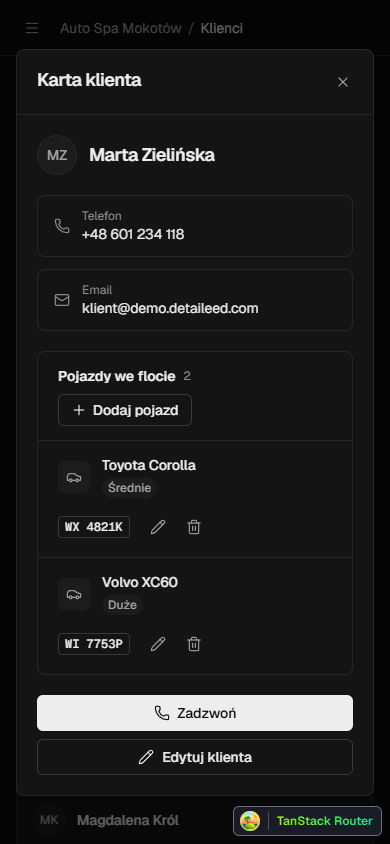 Auto Spa Mokotów / Klienci
Karta klienta
MZ
Marta Zielińska
Telefon
+48 601 234 118
Email
klient@demo.detaileed.com
Pojazdy we flocie 2
Dodaj pojazd
Toyota Corolla
Średnie
WX 4821K
Volvo XC60
Duże
WI 7753P
Zadzwoń
Edytuj klienta
MK
Magdalena Król
TanStack Router